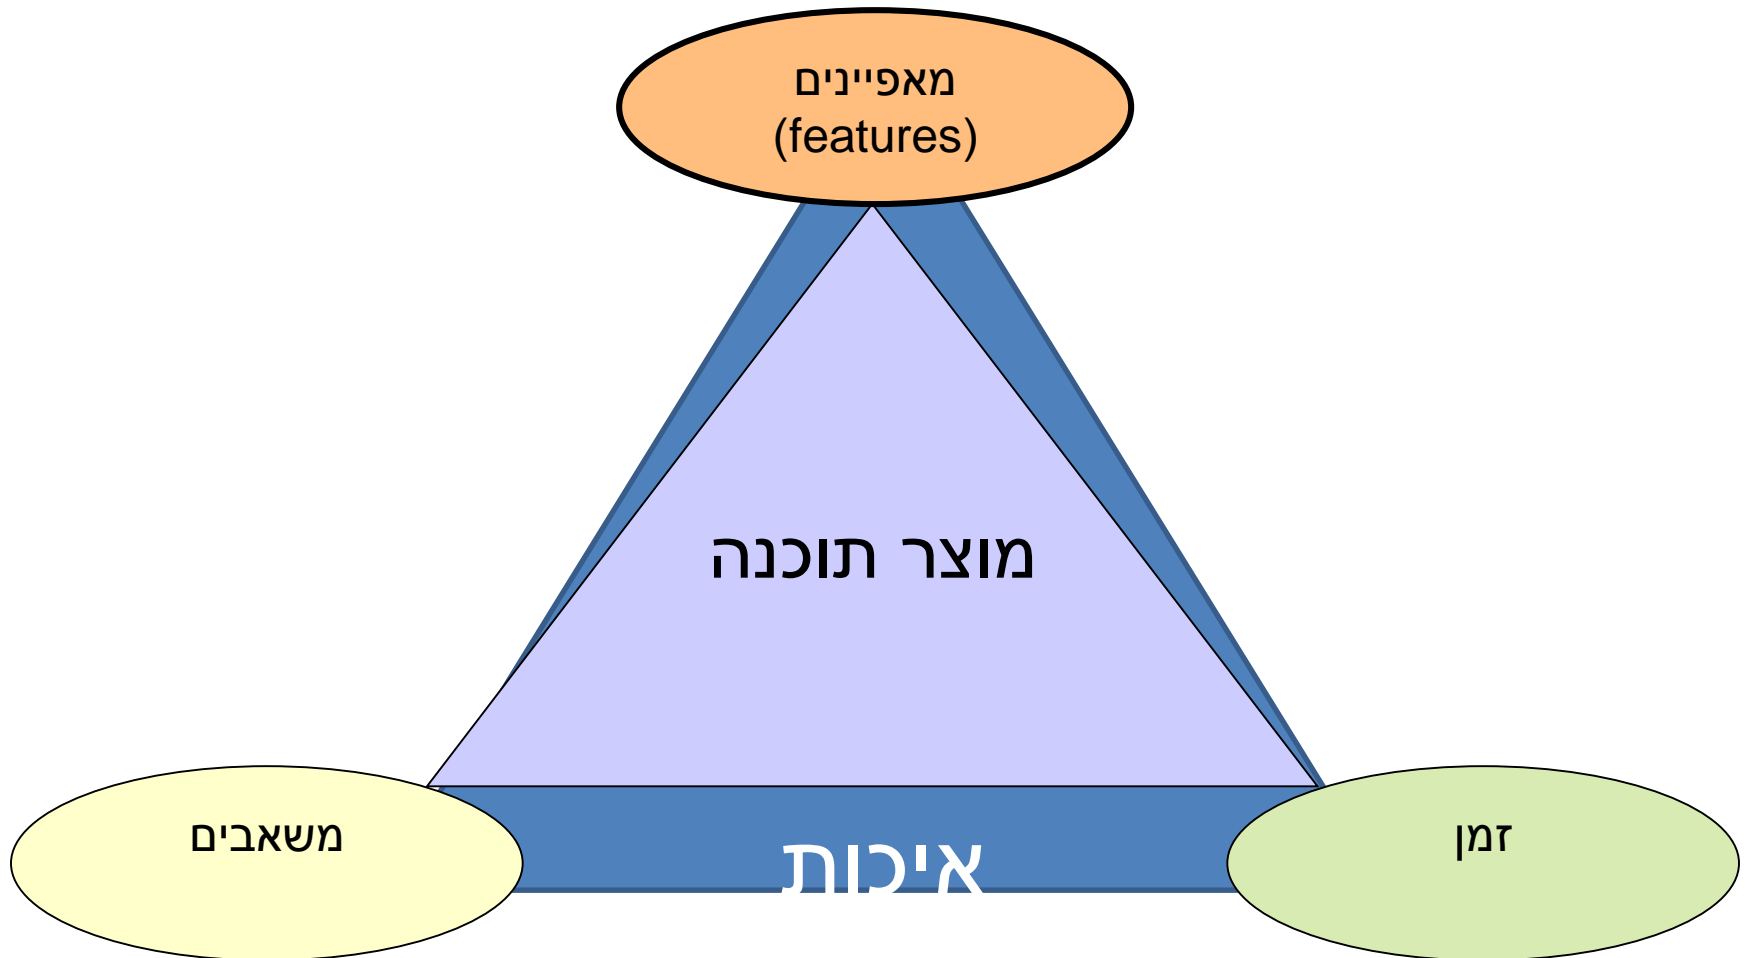 מאפיינים
(features)
מוצר תוכנה
משאבים
איכות
זמן